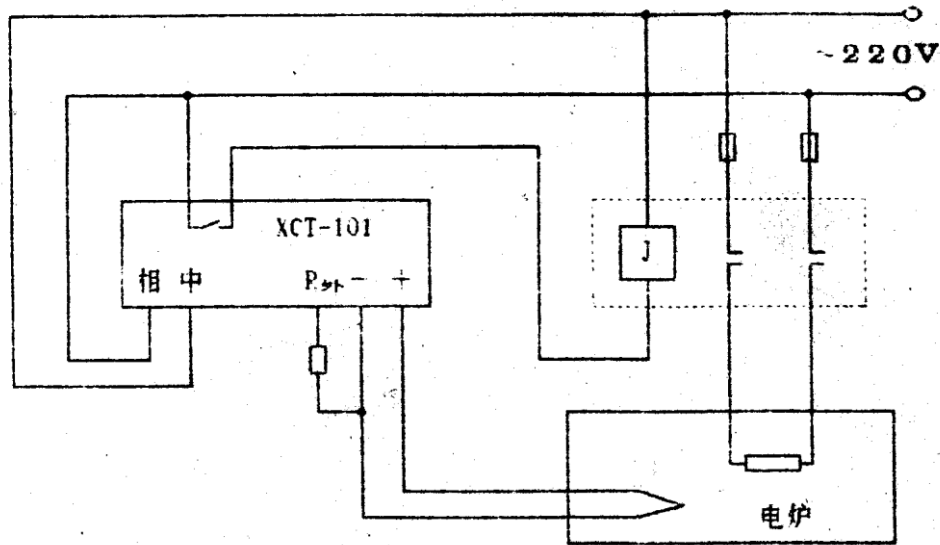 ~220V
XCT-101
J
相 中
R外 - +
电炉